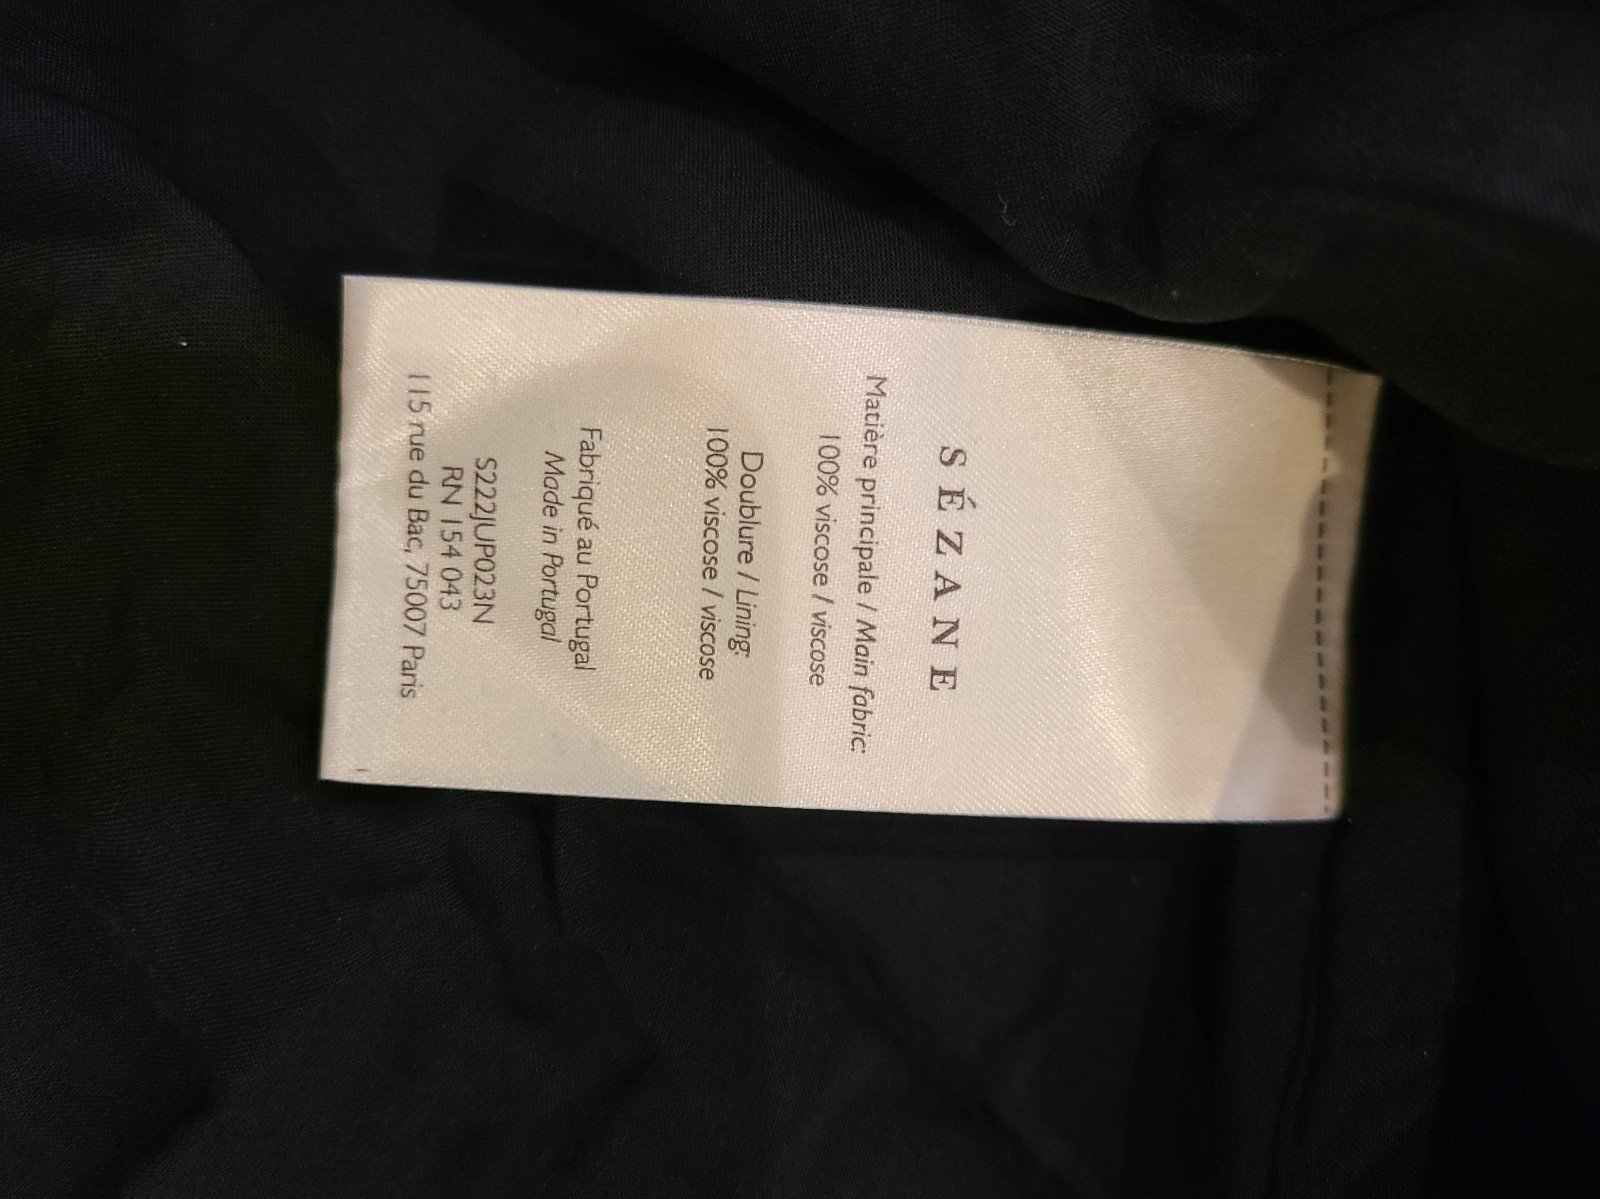 SÉZANE
Matière principale / Main fabric:
100% viscose / viscose
Doublure / Lining:
100% viscose / viscose
Fabriqué au Portugal
Made in Portugal
S222JUP023N
RN 154 043
115 rue du Bac, 75007 Paris